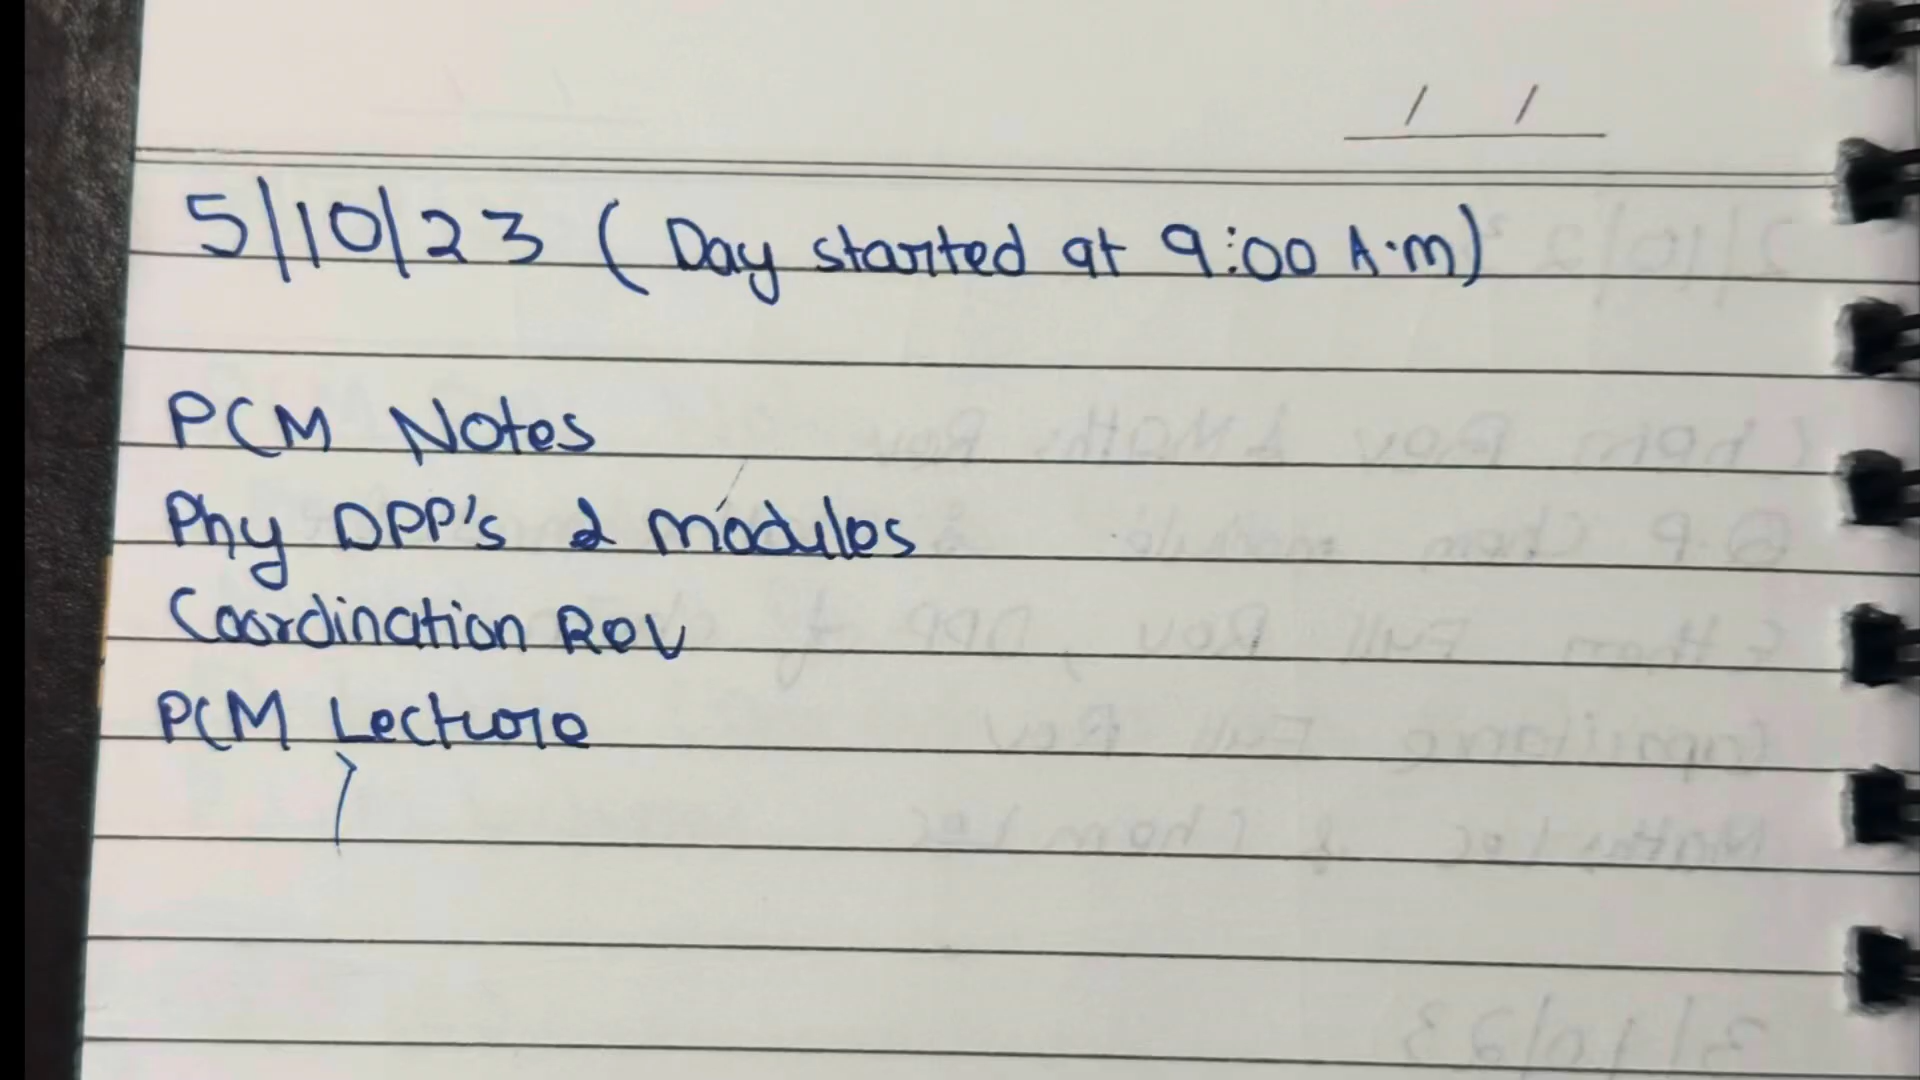 5/10/23 (Day started at 9:00 A.m)
PCM Notes
Phy DPP's & modules
Coordination Rev
PCM Lecture